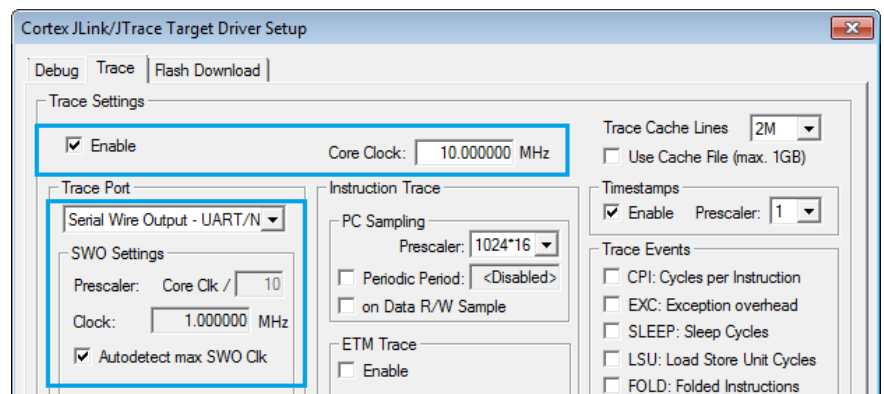 Cortex JLink/JTrace Target Driver Setup
Debug Trace Flash Download
Trace Settings
Enable
Core Clock: 10.000000 MHz
Trace Cache Lines 2M
Use Cache File (max. 1GB)
Trace Port
Serial Wire Output - UART/N
SWO Settings
Prescaler: Core Clk / 10
Clock: 1.000000 MHz
Autodetect max SWO Clk
Instruction Trace
PC Sampling
Prescaler: 1024*16
Periodic Period: <Disabled>
on Data R/W Sample
ETM Trace
Enable
Timestamps
Enable Prescaler: 1
Trace Events
CPI: Cycles per Instruction
EXC: Exception overhead
SLEEP: Sleep Cycles
LSU: Load Store Unit Cycles
FOLD: Folded Instructions